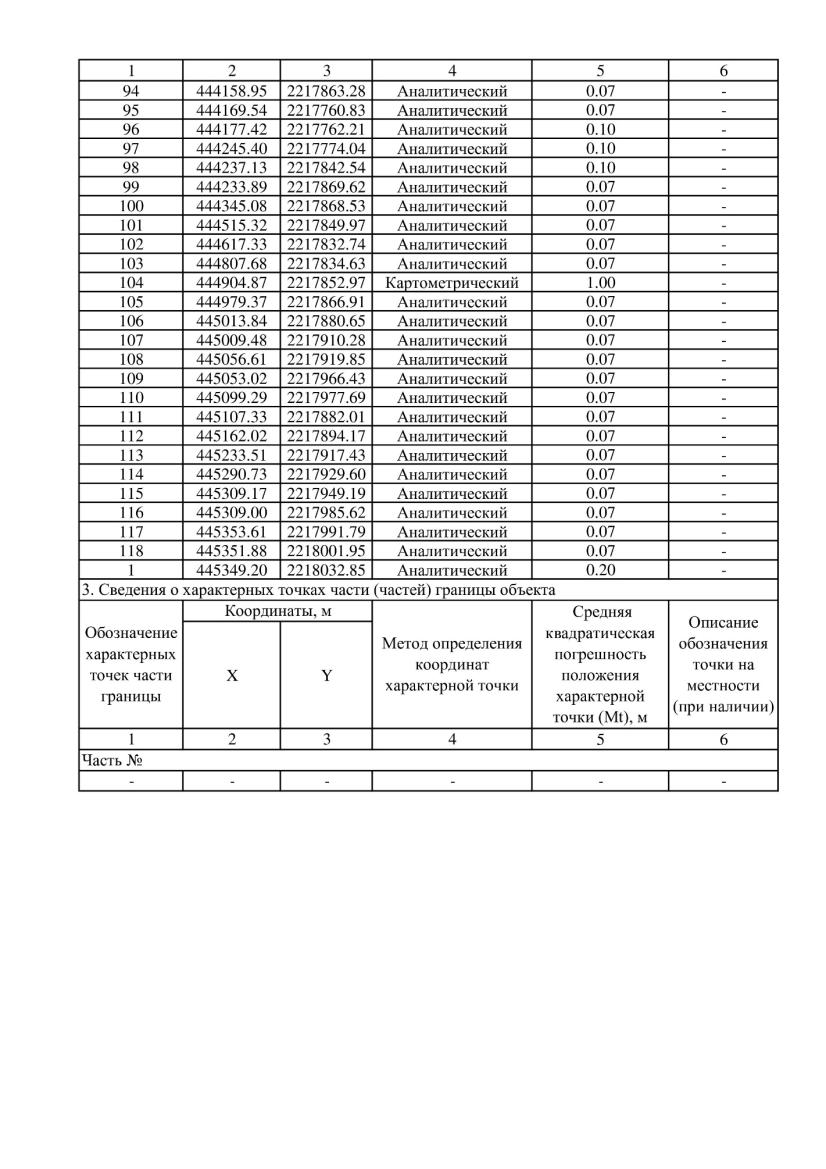 1 2 3 4 5 6
94 444158.95 2217863.28 Аналитический 0.07 -
95 444169.54 2217760.83 Аналитический 0.07 -
96 444177.42 2217762.21 Аналитический 0.10 -
97 444245.40 2217774.04 Аналитический 0.10 -
98 444237.13 2217842.54 Аналитический 0.10 -
99 444233.89 2217869.62 Аналитический 0.07 -
100 444345.08 2217868.53 Аналитический 0.07 -
101 444515.32 2217849.97 Аналитический 0.07 -
102 444617.33 2217832.74 Аналитический 0.07 -
103 444807.68 2217834.63 Аналитический 0.07 -
104 444904.87 2217852.97 Картометрический 1.00 -
105 444979.37 2217866.91 Аналитический 0.07 -
106 445013.84 2217880.65 Аналитический 0.07 -
107 445009.48 2217910.28 Аналитический 0.07 -
108 445056.61 2217919.85 Аналитический 0.07 -
109 445053.02 2217966.43 Аналитический 0.07 -
110 445099.29 2217977.69 Аналитический 0.07 -
111 445107.33 2217882.01 Аналитический 0.07 -
112 445162.02 2217894.17 Аналитический 0.07 -
113 445233.51 2217917.43 Аналитический 0.07 -
114 445290.73 2217929.60 Аналитический 0.07 -
115 445309.17 2217949.19 Аналитический 0.07 -
116 445309.00 2217985.62 Аналитический 0.07 -
117 445353.61 2217991.79 Аналитический 0.07 -
118 445351.88 2218001.95 Аналитический 0.07 -
1 445349.20 2218032.85 Аналитический 0.20 -
3. Сведения о характерных точках части (частей) границы объекта
Обозначение
характерных
точек части
границы
Координаты, м
X Y
Метод определения
координат
характерной точки
Средняя
квадратическая
погрешность
положения
характерной
точки (Mt), м
Описание
обозначения
точки на
местности
(при наличии)
1 2 3 4 5 6
Часть №
- - - - - -